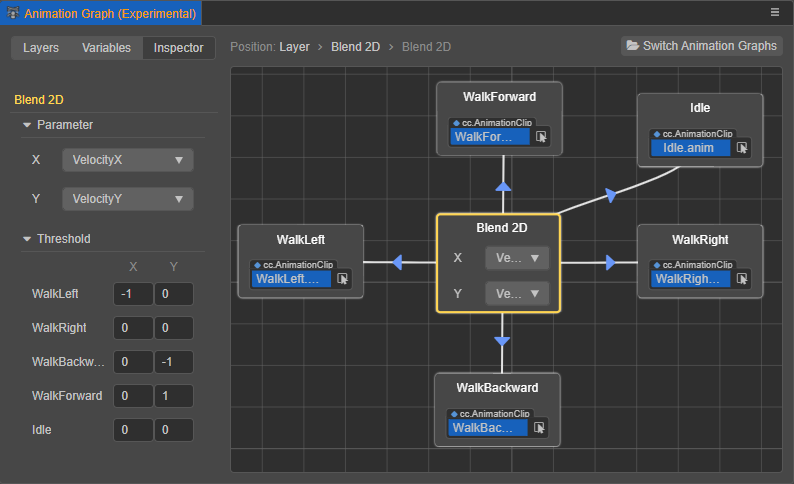 Animation Graph (Experimental)
Layers Variables Inspector
Position: Layer > Blend 2D > Blend 2D
Switch Animation Graphs
Blend 2D
Parameter
X VelocityX
Y VelocityY
Threshold
X Y
WalkLeft -1 0
WalkRight 0 0
WalkBackw... 0 -1
WalkForward 0 1
Idle 0 0
WalkForward
cc.AnimationClip
WalkFor...
Idle
cc.AnimationClip
Idle.anim
WalkLeft
cc.AnimationClip
WalkLeft....
Blend 2D
X Ve...
Y Ve...
WalkRight
cc.AnimationClip
WalkRigh...
WalkBackward
cc.AnimationClip
WalkBac...